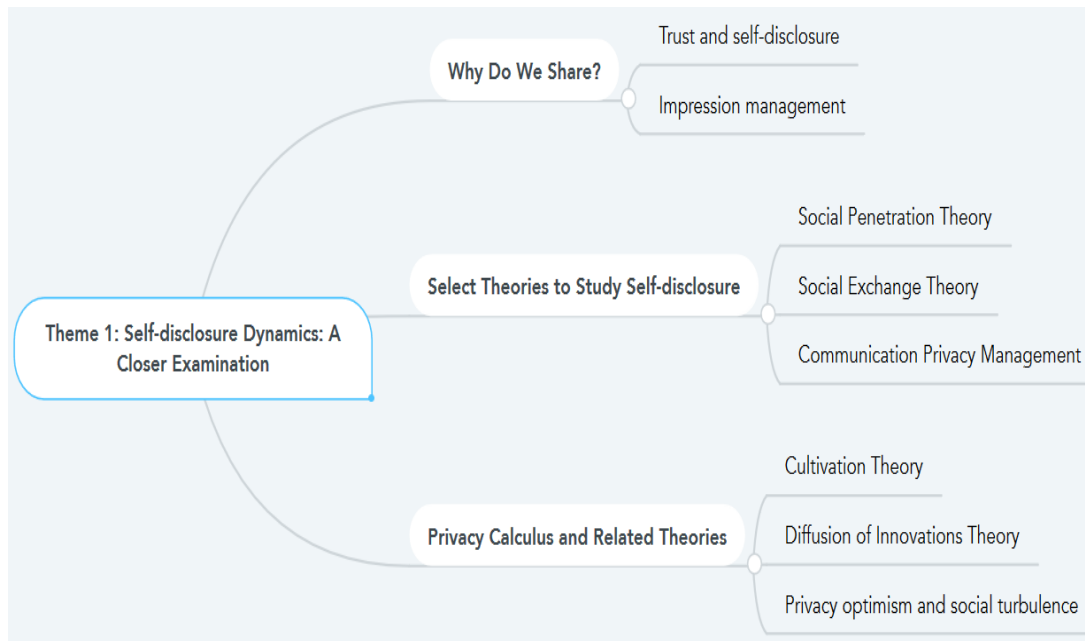 Trust and self-disclosure
Why Do We Share?
Impression management
Social Penetration Theory
Select Theories to Study Self-disclosure
Social Exchange Theory
Communication Privacy Management
Theme 1: Self-disclosure Dynamics: A
Closer Examination
Cultivation Theory
Privacy Calculus and Related Theories
Diffusion of Innovations Theory
Privacy optimism and social turbulence